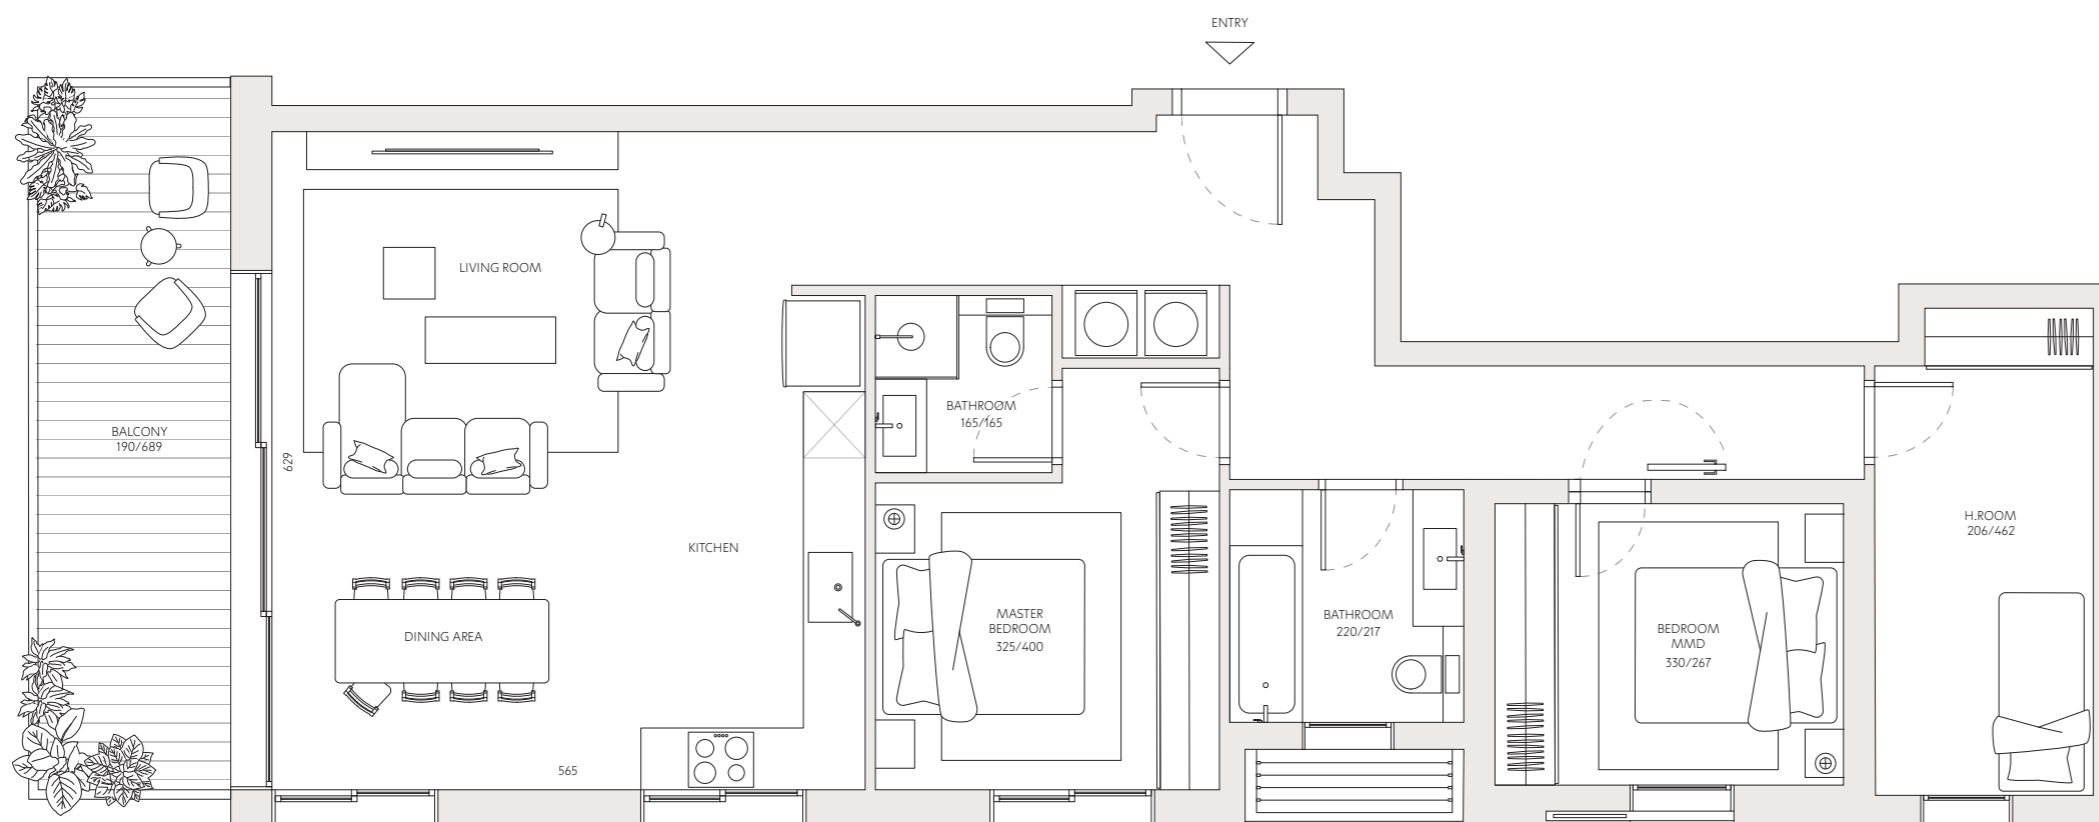 ENTRY
LIVING ROOM
BALCONY
190/689
629
BATHROOM
165/165
KITCHEN
DINING AREA
565
MASTER
BEDROOM
325/400
BATHROOM
220/217
BEDROOM
MMD
330/267
H.ROOM
206/462